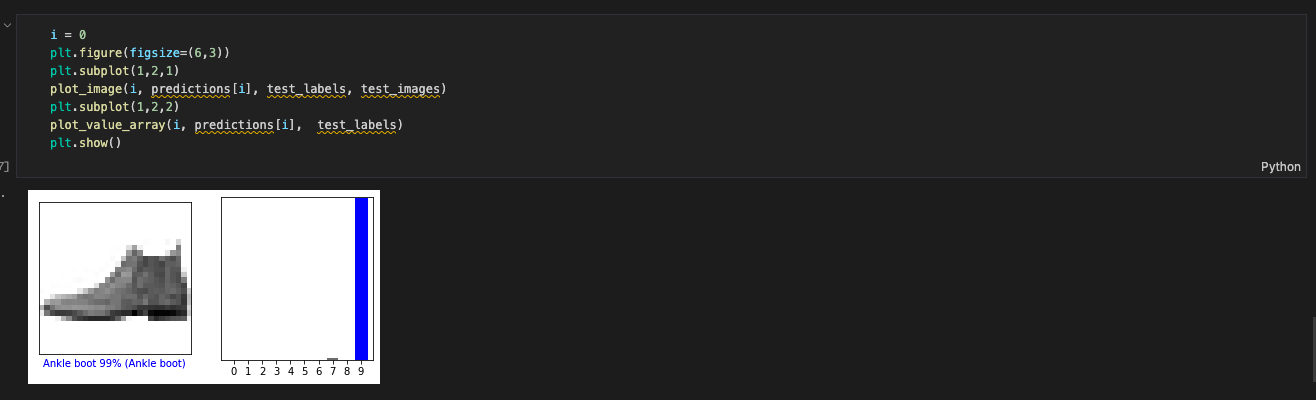 i = 0
plt.figure(figsize=(6,3))
plt.subplot(1,2,1)
plot_image(i, predictions[i], test_labels, test_images)
plt.subplot(1,2,2)
plot_value_array(i, predictions[i],  test_labels)
plt.show()
7]
Python
Ankle boot 99% (Ankle boot)
0 1 2 3 4 5 6 7 8 9